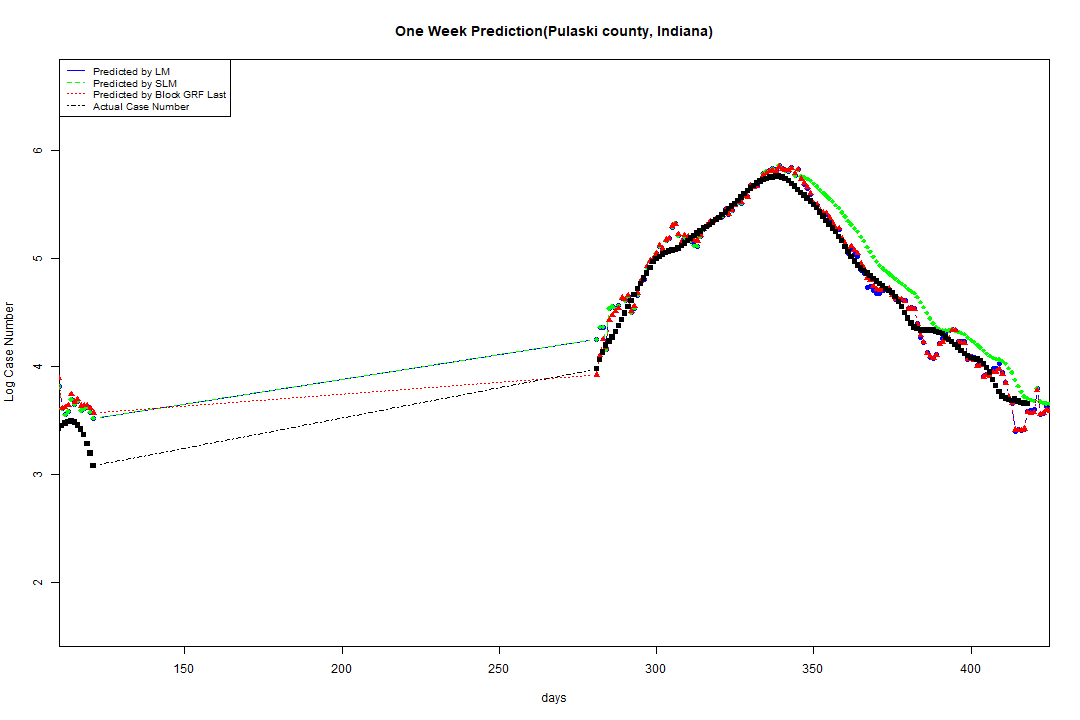 One Week Prediction(Pulaski county, Indiana)
Predicted by LM
Predicted by SLM
Predicted by Block GRF Last
Actual Case Number
6
5
4
3
2
Log Case Number
150 200 250 300 350 400
days